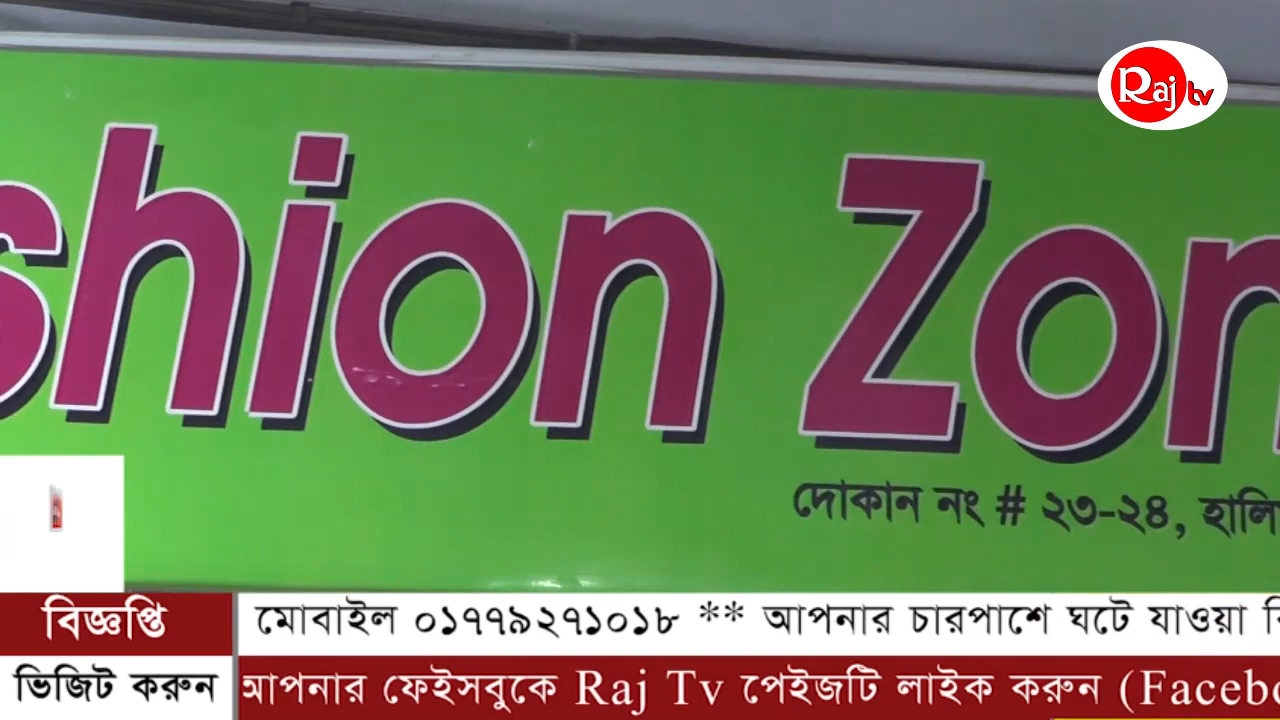 Raj tv
shion Zon
দোকান নং # ২৩-২৪, হালি
বিজ্ঞপ্তি
মোবাইল ০১৭৭৯২৭১০১৮ ** আপনার চারপাশে ঘটে যাওয়া
ভিজিট করুন
আপনার ফেইসবুকে Raj Tv পেইজটি লাইক করুন (Facebo